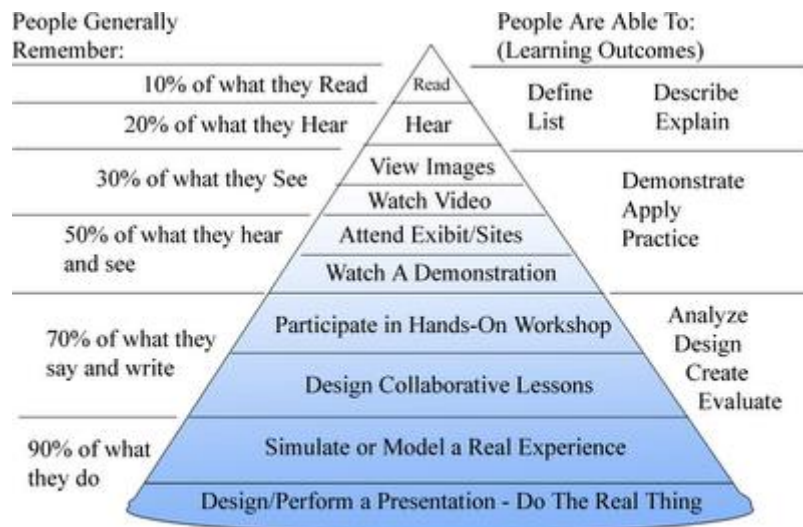 People Generally
Remember:
10% of what they Read
20% of what they Hear
30% of what they See
50% of what they hear
and see
70% of what they
say and write
90% of what
they do
Read
Hear
View Images
Watch Video
Attend Exibit/Sites
Watch A Demonstration
Participate in Hands-On Workshop
Design Collaborative Lessons
Simulate or Model a Real Experience
Design/Perform a Presentation - Do The Real Thing
People Are Able To:
(Learning Outcomes)
Define Describe
List Explain
Demonstrate
Apply
Practice
Analyze
Design
Create
Evaluate